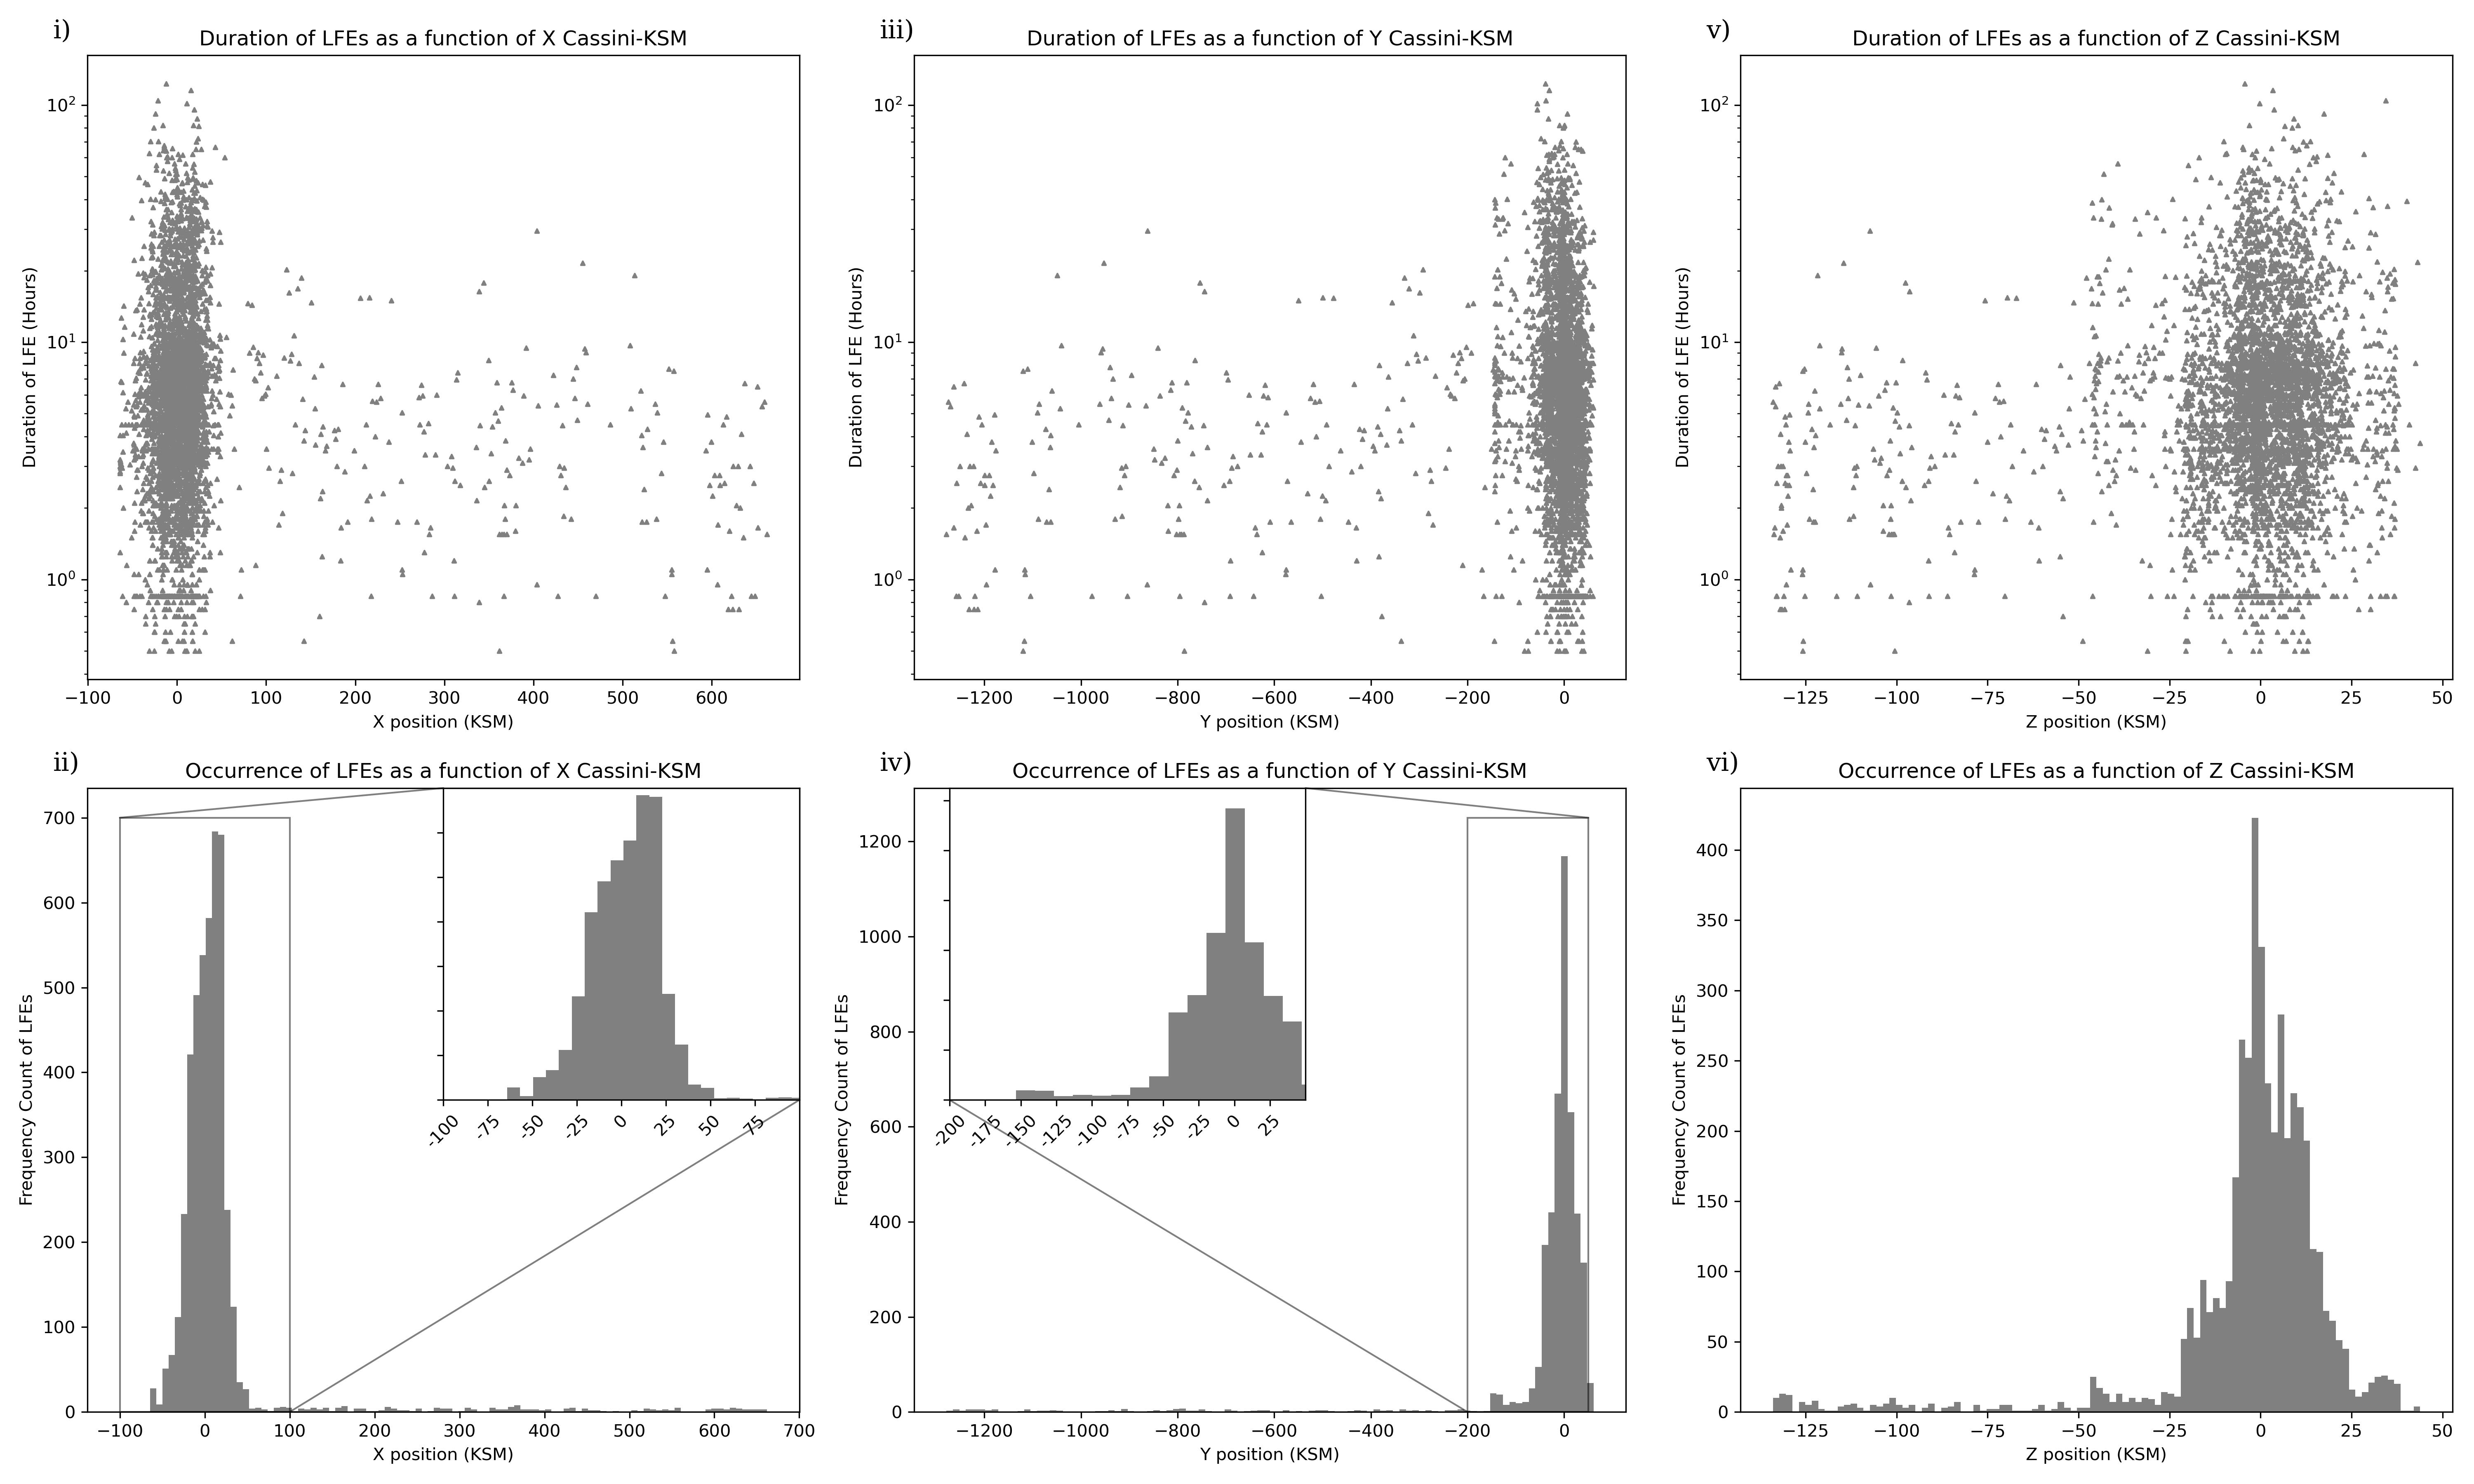 i)
Duration of LFEs as a function of X Cassini-KSM
Duration of LFE (Hours)
10²
10¹
10⁰
−100 0 100 200 300 400 500 600
X position (KSM)
iii)
Duration of LFEs as a function of Y Cassini-KSM
Duration of LFE (Hours)
10²
10¹
10⁰
−1200 −1000 −800 −600 −400 −200 0
Y position (KSM)
v)
Duration of LFEs as a function of Z Cassini-KSM
Duration of LFE (Hours)
10²
10¹
10⁰
−125 −100 −75 −50 −25 0 25 50
Z position (KSM)
ii)
Occurrence of LFEs as a function of X Cassini-KSM
Frequency Count of LFEs
700
600
500
400
300
200
100
0
-100 -75 -50 -25 0 25 50 75
−100 0 100 200 300 400 500 600 700
X position (KSM)
iv)
Occurrence of LFEs as a function of Y Cassini-KSM
Frequency Count of LFEs
1200
1000
800
600
400
200
0
-200 -175 -150 -125 -100 -75 -50 -25 0 25
−1200 −1000 −800 −600 −400 −200 0
Y position (KSM)
vi)
Occurrence of LFEs as a function of Z Cassini-KSM
Frequency Count of LFEs
400
350
300
250
200
150
100
50
0
−125 −100 −75 −50 −25 0 25 50
Z position (KSM)